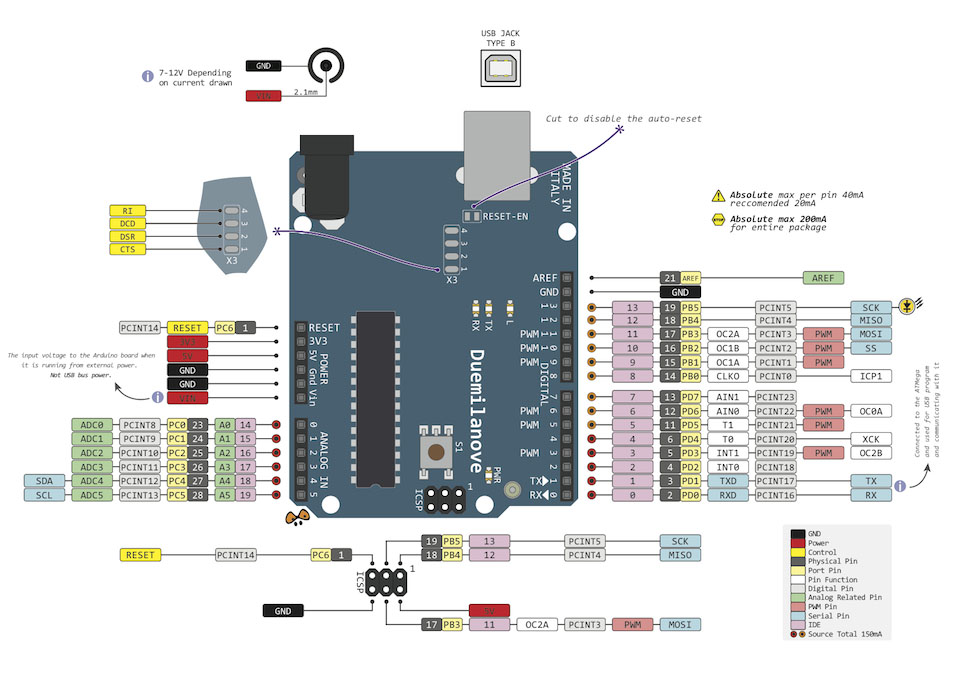 USB JACK
TYPE B
GND
7-12V Depending
on current drawn
VIN
2.1mm
Cut to disable the auto-reset
MADE IN
ITALY
Absolute max per pin 40mA
reccomended 20mA
STOP
Absolute max 200mA
for entire package
RI
DCD
DSR
CTS
4
3
2
1
X3
RESET-EN
4
3
2
1
X3
AREF
GND
RX
TX
L
Duemilanove
RESET
3V3
5V
Gnd
Vin
POWER
ANALOG IN
0
1
2
3
4
5
DIGITAL
PWM
PWM
PWM
PWM
PWM
PWM
9
8
7
6
5
4
3
2
1
0
TX
RX
S1
PWR
ICSP
1
21 AREF AREF
GND
13 19 PB5 PCINT5 SCK
12 18 PB4 PCINT4 MISO
11 17 PB3 OC2A PCINT3 PWM MOSI
10 16 PB2 OC1B PCINT2 PWM SS
9 15 PB1 OC1A PCINT1 PWM
8 14 PB0 CLKO PCINT0 ICP1
7 13 PD7 AIN1 PCINT23
6 12 PD6 AIN0 PCINT22 PWM OC0A
5 11 PD5 T1 PCINT21 PWM
4 6 PD4 T0 PCINT20 XCK
3 5 PD3 INT1 PCINT19 PWM OC2B
2 4 PD2 INT0 PCINT18
1 3 PD1 TXD PCINT17 TX
0 2 PD0 RXD PCINT16 RX
Connected to the ATMega
and used for USB program
and communicating with it
PCINT14 RESET PC6 1
3V3
5V
GND
GND
VIN
The input voltage to the Arduino board when
it is running from external power.
Not USB bus power.
ADC0 PCINT8 PC0 23 A0 14
ADC1 PCINT9 PC1 24 A1 15
ADC2 PCINT10 PC2 25 A2 16
ADC3 PCINT11 PC3 26 A3 17
SDA ADC4 PCINT12 PC4 27 A4 18
SCL ADC5 PCINT13 PC5 28 A5 19
19 PB5 13 PCINT5 SCK
RESET PCINT14 PC6 1
18 PB4 12 PCINT4 MISO
ICSP
1
GND
5V
17 PB3 11 OC2A PCINT3 PWM MOSI
GND
Power
Control
Physical Pin
Port Pin
Pin Function
Digital Pin
Analog Related Pin
PWM Pin
Serial Pin
IDE
Source Total 150mA